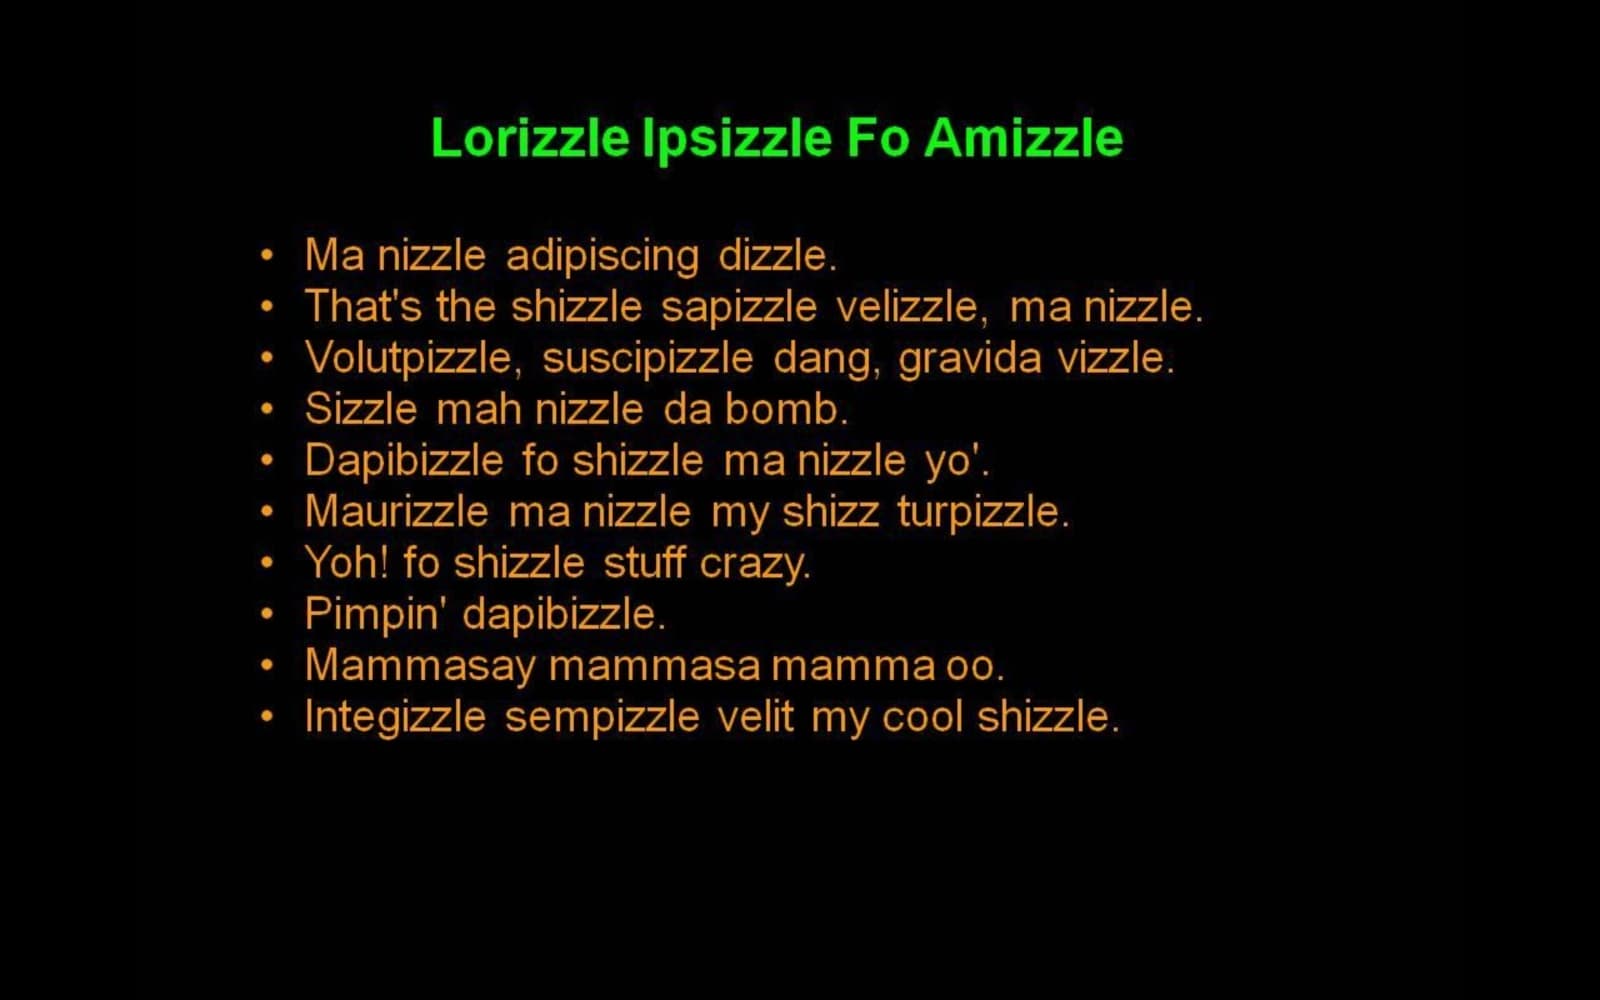 Lorizzle Ipsizzle Fo Amizzle
• Ma nizzle adipiscing dizzle.
• That's the shizzle sapizzle velizzle, ma nizzle.
• Volutpizzle, suscipizzle dang, gravida vizzle.
• Sizzle mah nizzle da bomb.
• Dapibizzle fo shizzle ma nizzle yo'.
• Maurizzle ma nizzle my shizz turpizzle.
• Yoh! fo shizzle stuff crazy.
• Pimpin' dapibizzle.
• Mammasay mammasa mamma oo.
• Integizzle sempizzle velit my cool shizzle.